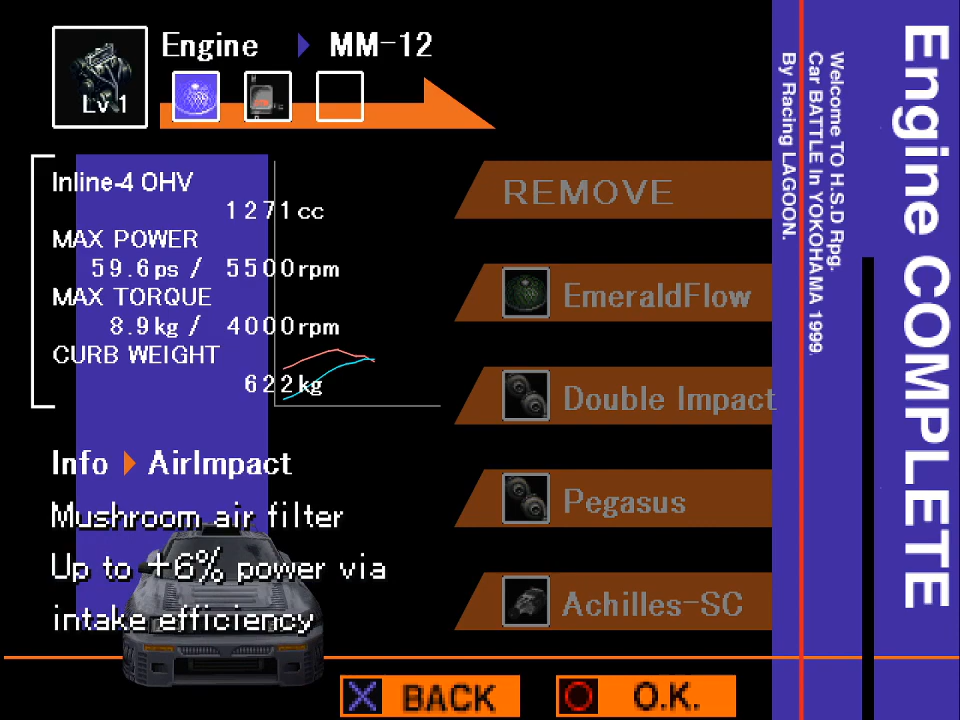 Engine MM-12
Lv 1
Inline-4 OHV
1271cc
MAX POWER
59.6ps / 5500rpm
MAX TORQUE
8.9kg / 4000rpm
CURB WEIGHT
622kg
Info AirImpact
Mushroom air filter
Up to +6% power via
intake efficiency
REMOVE
EmeraldFlow
Double Impact
Pegasus
Achilles-SC
X BACK
O O.K.
Welcome TO H.S.D Rpg.
Car BATTLE In YOKOHAMA 1999.
By Racing LAGOON.
Engine COMPLETE